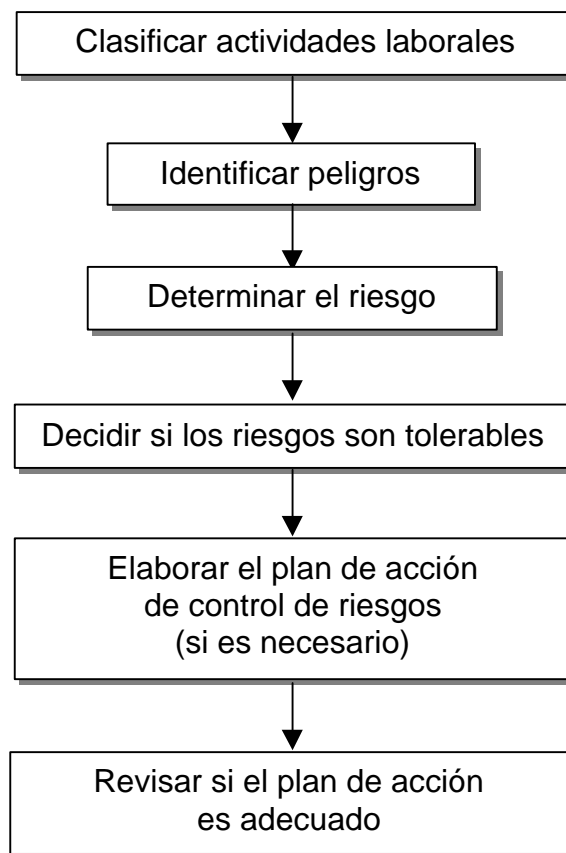 Clasificar actividades laborales
Identificar peligros
Determinar el riesgo
Decidir si los riesgos son tolerables
Elaborar el plan de acción
de control de riesgos
(si es necesario)
Revisar si el plan de acción
es adecuado